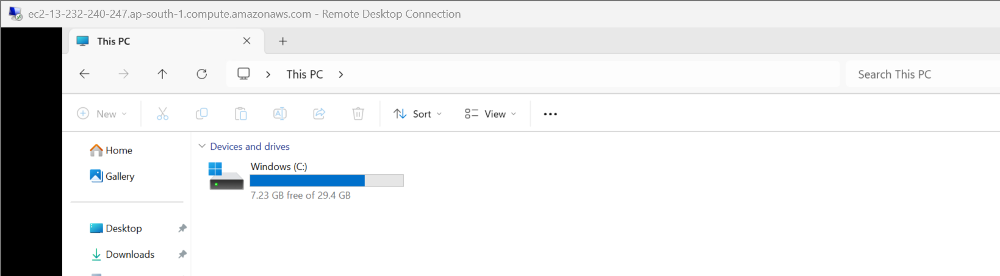 ec2-13-232-240-247.ap-south-1.compute.amazonaws.com - Remote Desktop Connection
This PC
This PC
Search This PC
New
Sort
View
Home
Gallery
Desktop
Downloads
Devices and drives
Windows (C:)
7.23 GB free of 29.4 GB